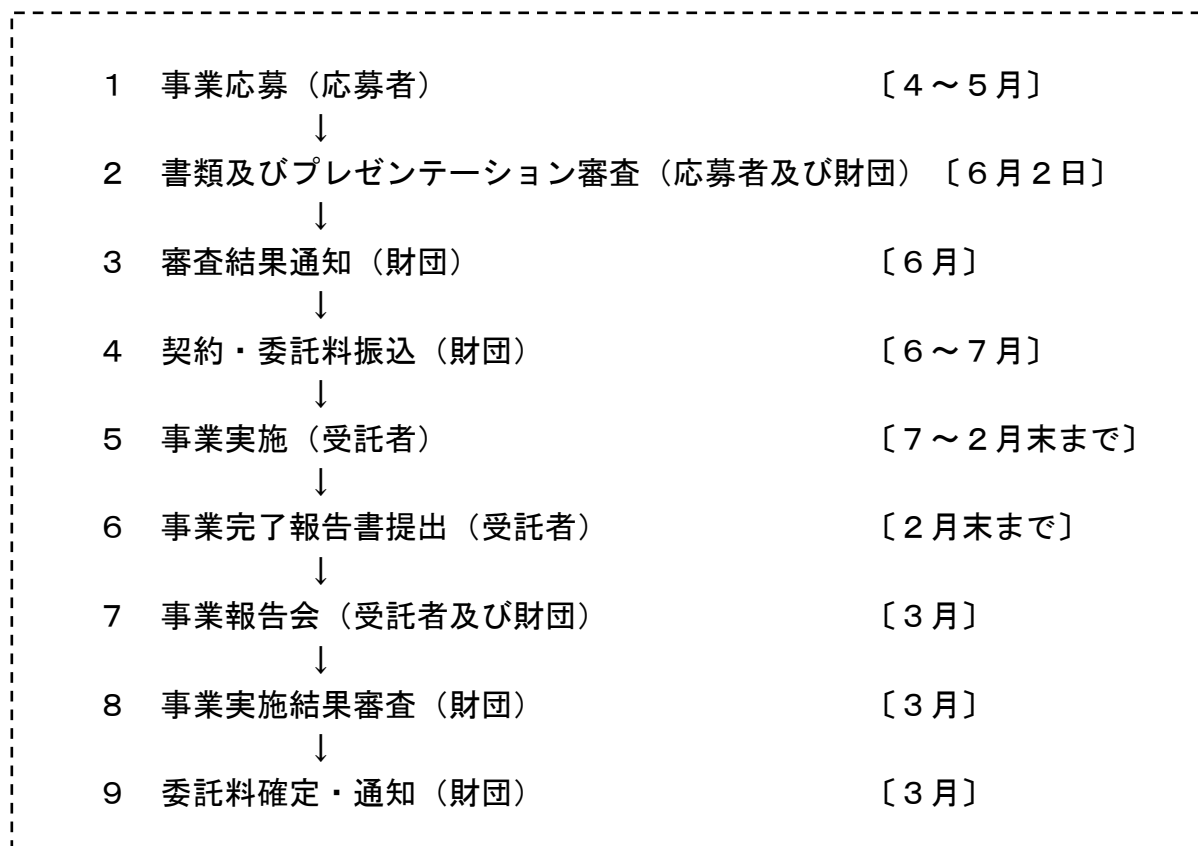 １　事業応募（応募者）　〔４～５月〕
↓
２　書類及びプレゼンテーション審査（応募者及び財団）〔６月２日〕
↓
３　審査結果通知（財団）　〔６月〕
↓
４　契約・委託料振込（財団）　〔６～７月〕
↓
５　事業実施（受託者）　〔７～２月末まで〕
↓
６　事業完了報告書提出（受託者）　〔２月末まで〕
↓
７　事業報告会（受託者及び財団）　〔３月〕
↓
８　事業実施結果審査（財団）　〔３月〕
↓
９　委託料確定・通知（財団）　〔３月〕